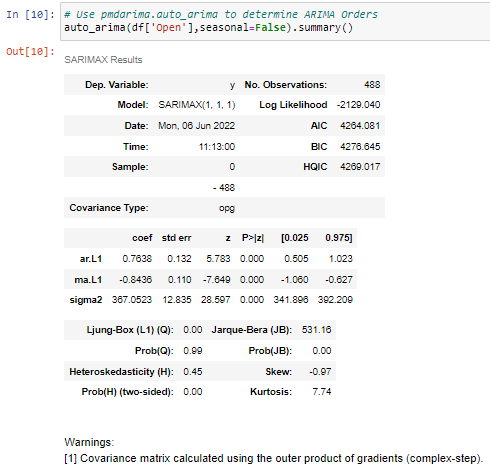 In [10]: # Use pmdarima.auto_arima to determine ARIMA Orders
auto_arima(df['Open'],seasonal=False).summary()
Out[10]: SARIMAX Results
Dep. Variable: y No. Observations: 488
Model: SARIMAX(1, 1, 1) Log Likelihood -2129.040
Date: Mon, 06 Jun 2022 AIC 4264.081
Time: 11:13:00 BIC 4276.645
Sample: 0 HQIC 4269.017
- 488
Covariance Type: opg
coef std err z P>|z| [0.025 0.975]
ar.L1 0.7638 0.132 5.783 0.000 0.505 1.023
ma.L1 -0.8436 0.110 -7.649 0.000 -1.060 -0.627
sigma2 367.0523 12.835 28.597 0.000 341.896 392.209
Ljung-Box (L1) (Q): 0.00 Jarque-Bera (JB): 531.16
Prob(Q): 0.99 Prob(JB): 0.00
Heteroskedasticity (H): 0.45 Skew: -0.97
Prob(H) (two-sided): 0.00 Kurtosis: 7.74
Warnings:
[1] Covariance matrix calculated using the outer product of gradients (complex-step).